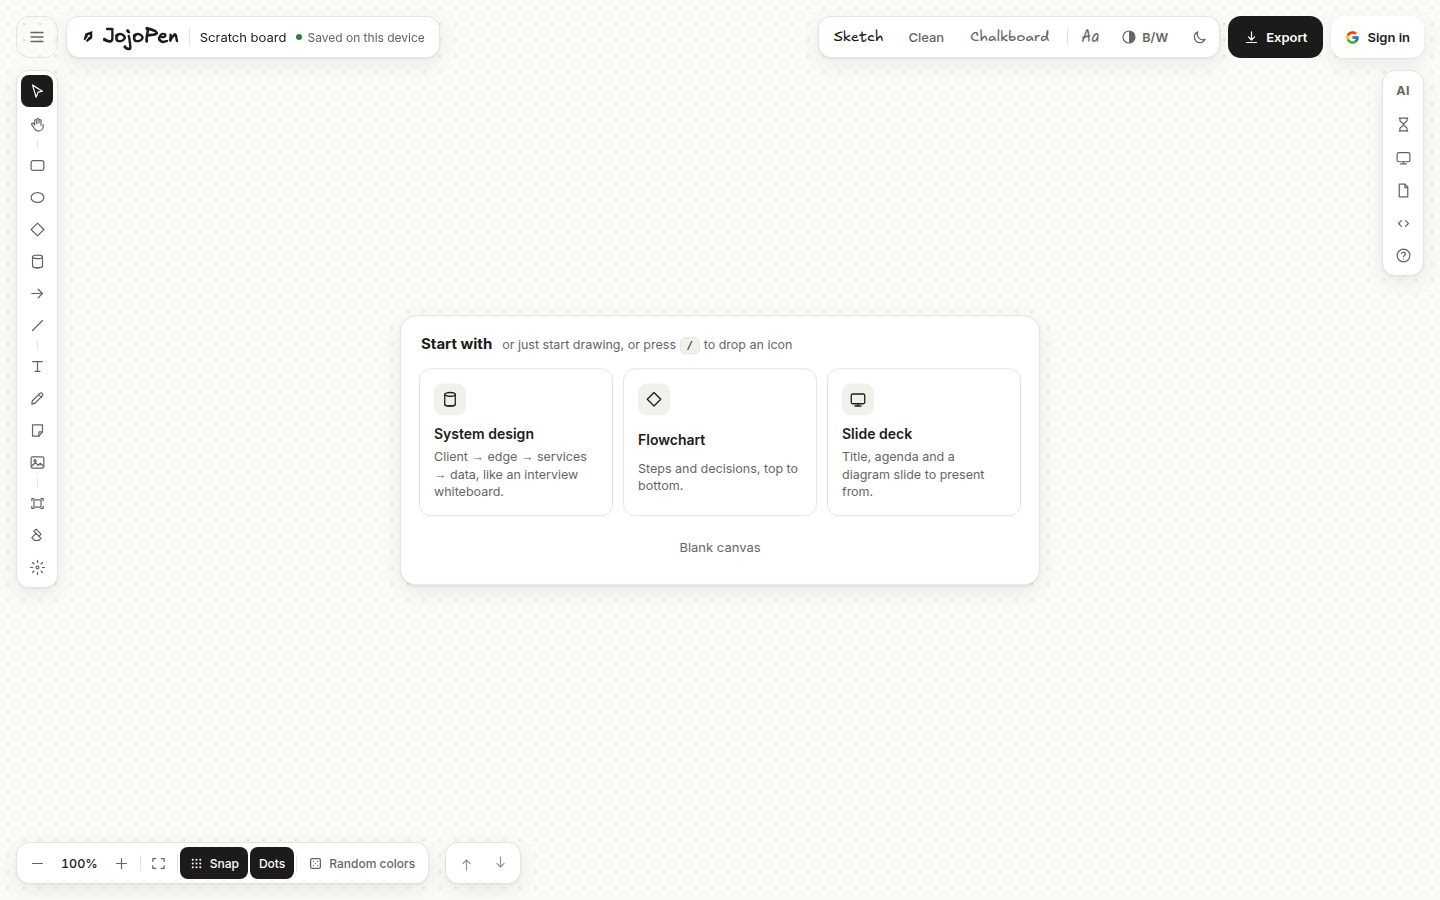 JojoPen Scratch board Saved on this device Sketch Clean Chalkboard Aa B/W Export Sign in
AI
Start with or just start drawing, or press / to drop an icon
System design
Client → edge → services
→ data, like an interview
whiteboard.
Flowchart
Steps and decisions, top to
bottom.
Slide deck
Title, agenda and a
diagram slide to present
from.
Blank canvas
100% Snap Dots Random colors